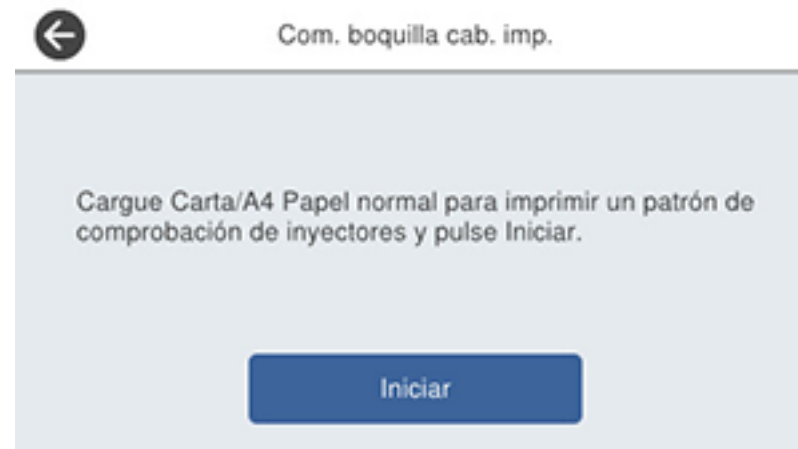 Com. boquilla cab. imp.
Cargue Carta/A4 Papel normal para imprimir un patrón de
comprobación de inyectores y pulse Iniciar.
Iniciar